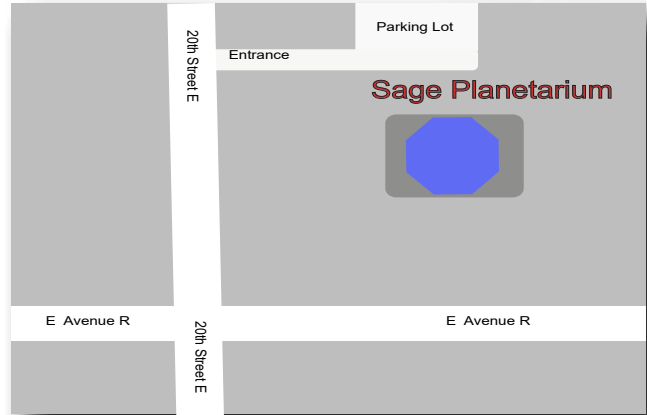 Parking Lot
20th Street E
Entrance
Sage Planetarium
E Avenue R
20th Street E
E Avenue R